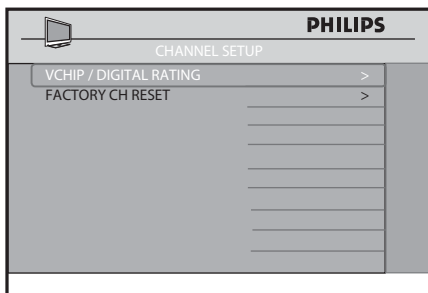 PHILIPS
CHANNEL SETUP
VCHIP / DIGITAL RATING >
FACTORY CH RESET >